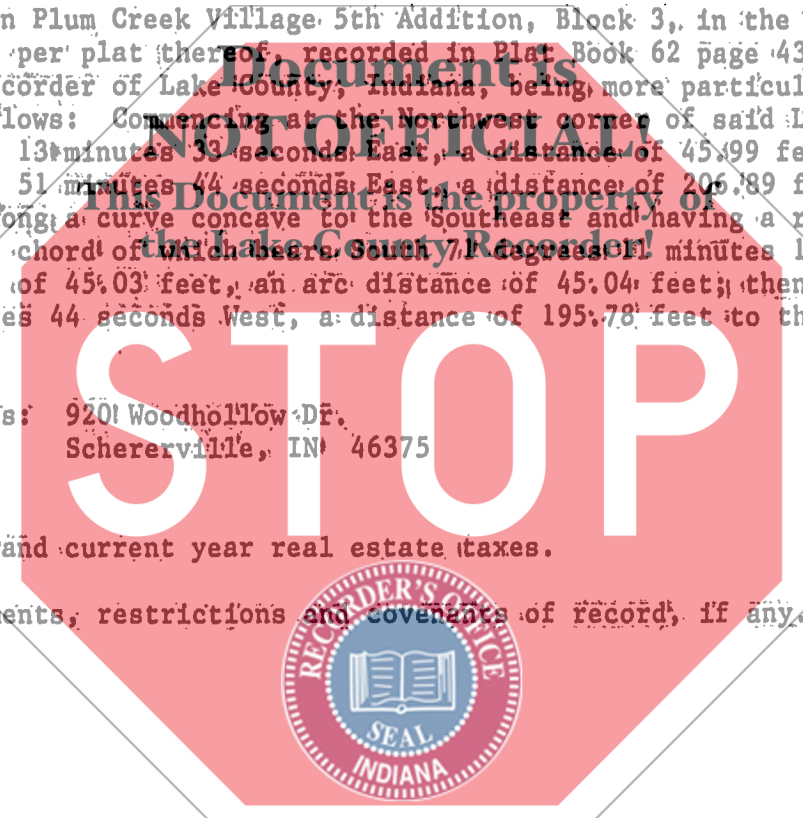 n Plum Creek Village 5th Addition, Block 3, in the
per plat thereof, recorded in Plat Book 62 page 43
corder of Lake County, Indiana, being more particul
lows: Commencing at the Northwest corner of said L
13 minutes 33 seconds East, a distance of 45.99 fe
51 minutes 44 seconds East, a distance of 206.89 f
ong a curve concave to the Southeast and having a r
chord of which bears South 71 degrees 11 minutes 1
of 45.03 feet, an arc distance of 45.04 feet; then
es 44 seconds West, a distance of 195.78 feet to th
Document is
NOT OFFICIAL!
This Document is the property of
the Lake County Recorder!
STOP
s: 920 Woodhollow Dr.
Schererville, IN 46375
and current year real estate taxes.
ents, restrictions and covenants of record, if any.
RECORDER'S OFFICE
SEAL
INDIANA